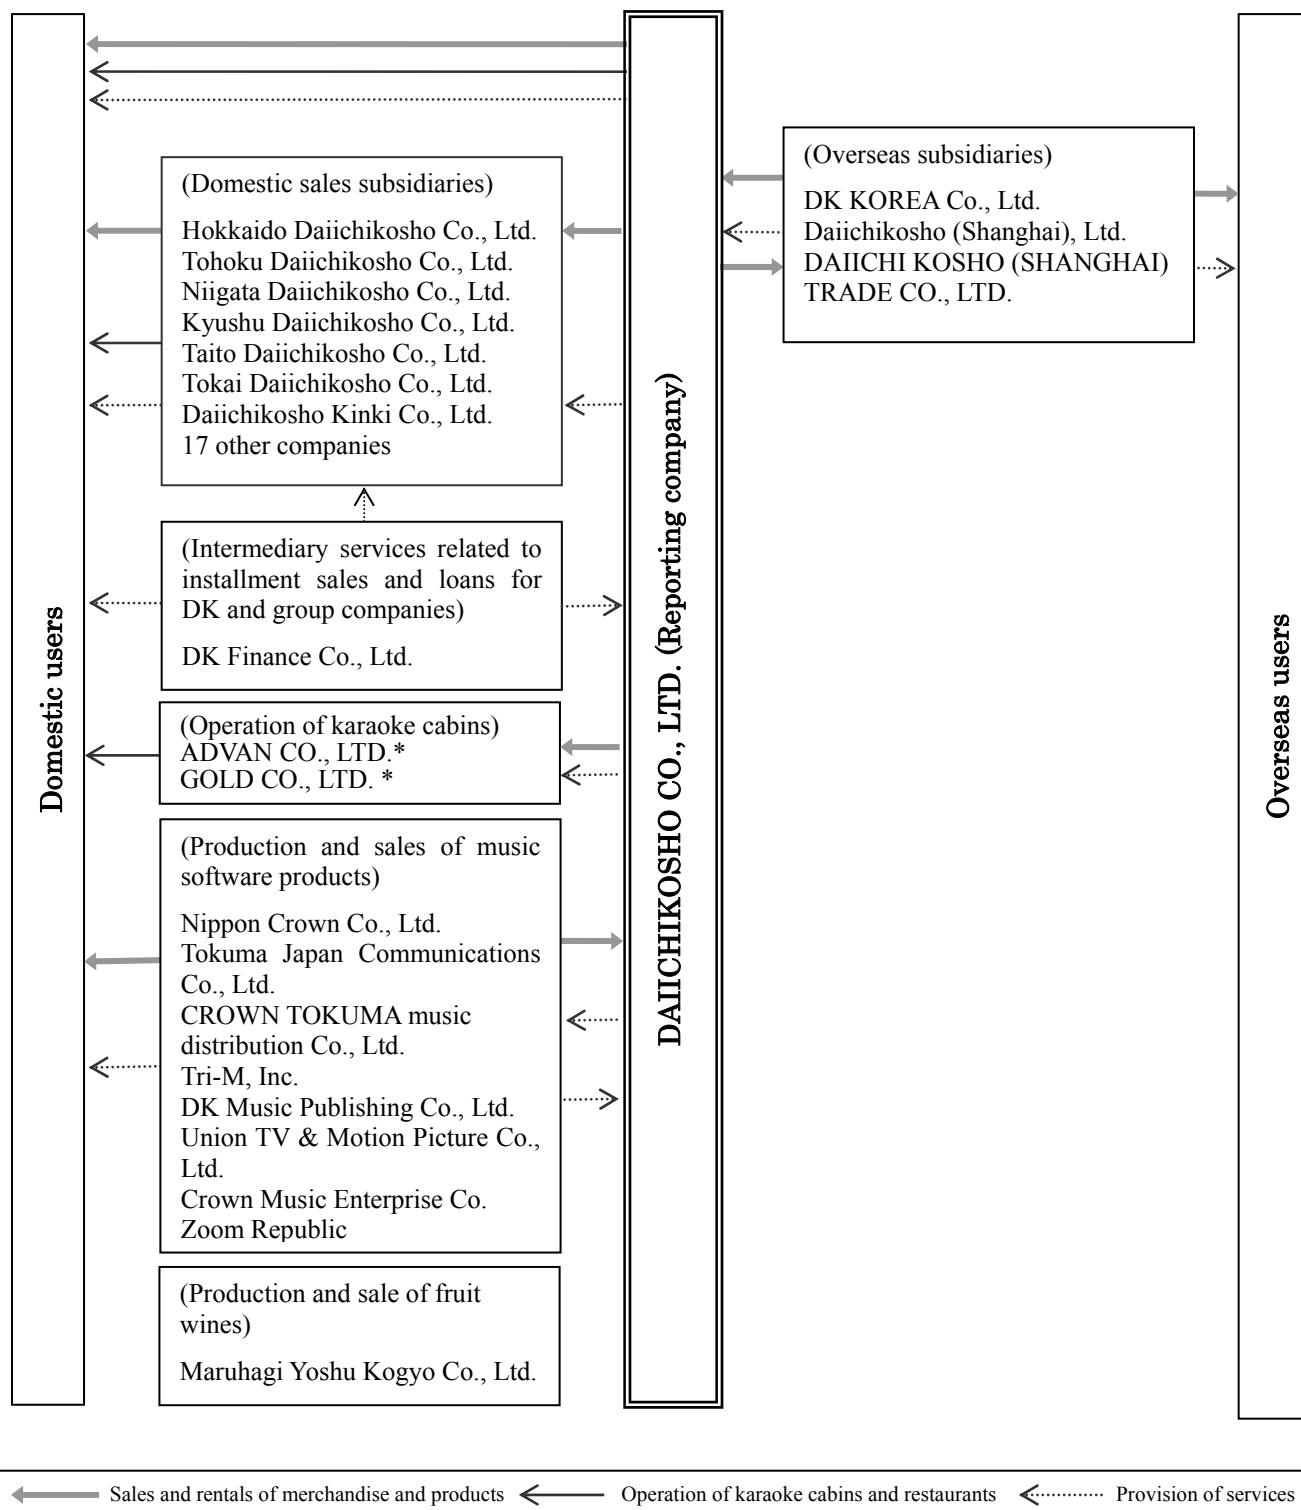 Domestic users
(Domestic sales subsidiaries)
Hokkaido Daiichikosho Co., Ltd.
Tohoku Daiichikosho Co., Ltd.
Niigata Daiichikosho Co., Ltd.
Kyushu Daiichikosho Co., Ltd.
Taito Daiichikosho Co., Ltd.
Tokai Daiichikosho Co., Ltd.
Daiichikosho Kinki Co., Ltd.
17 other companies
(Intermediary services related to
installment sales and loans for
DK and group companies)
DK Finance Co., Ltd.
(Operation of karaoke cabins)
ADVAN CO., LTD.*
GOLD CO., LTD. *
(Production and sales of music
software products)
Nippon Crown Co., Ltd.
Tokuma Japan Communications
Co., Ltd.
CROWN TOKUMA music
distribution Co., Ltd.
Tri-M, Inc.
DK Music Publishing Co., Ltd.
Union TV & Motion Picture Co.,
Ltd.
Crown Music Enterprise Co.
Zoom Republic
(Production and sale of fruit
wines)
Maruhagi Yoshu Kogyo Co., Ltd.
DAIICHIKOSHO CO., LTD. (Reporting company)
(Overseas subsidiaries)
DK KOREA Co., Ltd.
Daiichikosho (Shanghai), Ltd.
DAIICHI KOSHO (SHANGHAI)
TRADE CO., LTD.
Overseas users
Sales and rentals of merchandise and products
Operation of karaoke cabins and restaurants
Provision of services